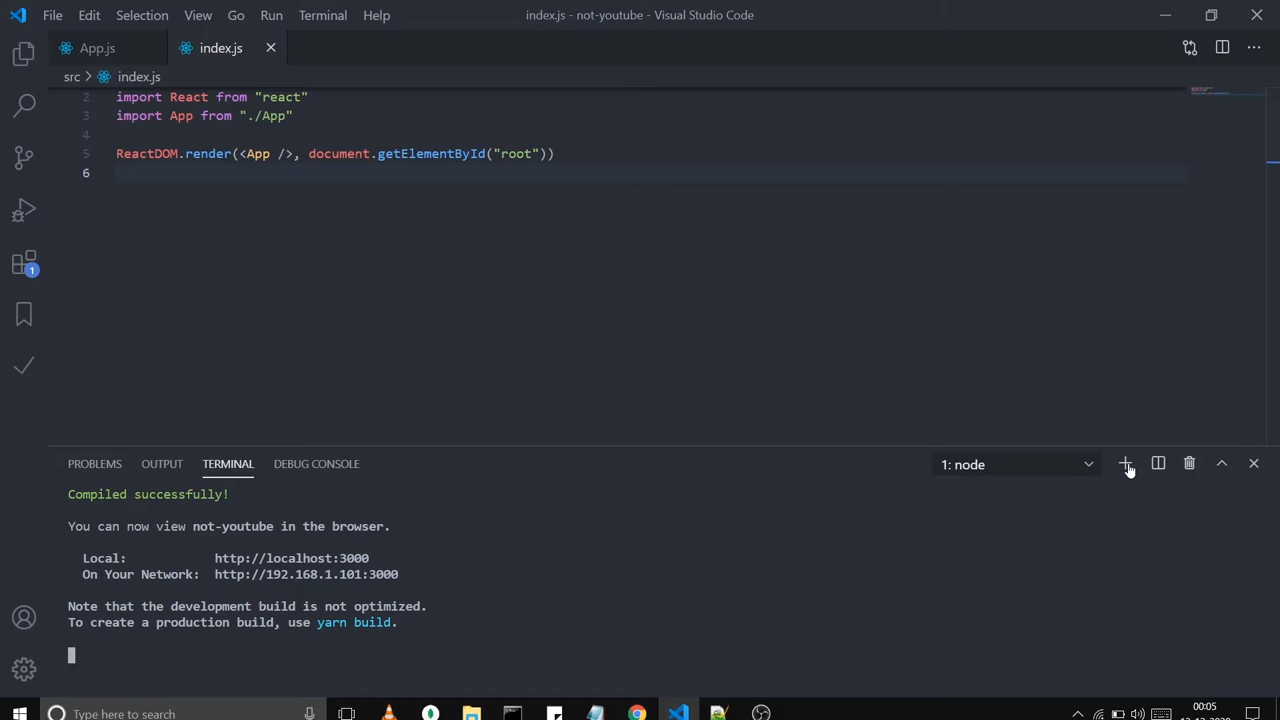 File Edit Selection View Go Run Terminal Help
index.js - not-youtube - Visual Studio Code
App.js
index.js
src > index.js
2 import React from "react"
3 import App from "./App"
4
5 ReactDOM.render(<App />, document.getElementById("root"))
6
1
PROBLEMS OUTPUT TERMINAL DEBUG CONSOLE
1: node
Compiled successfully!
You can now view not-youtube in the browser.
Local: http://localhost:3000
On Your Network: http://192.168.1.101:3000
Note that the development build is not optimized.
To create a production build, use yarn build.
Type here to search
00:05